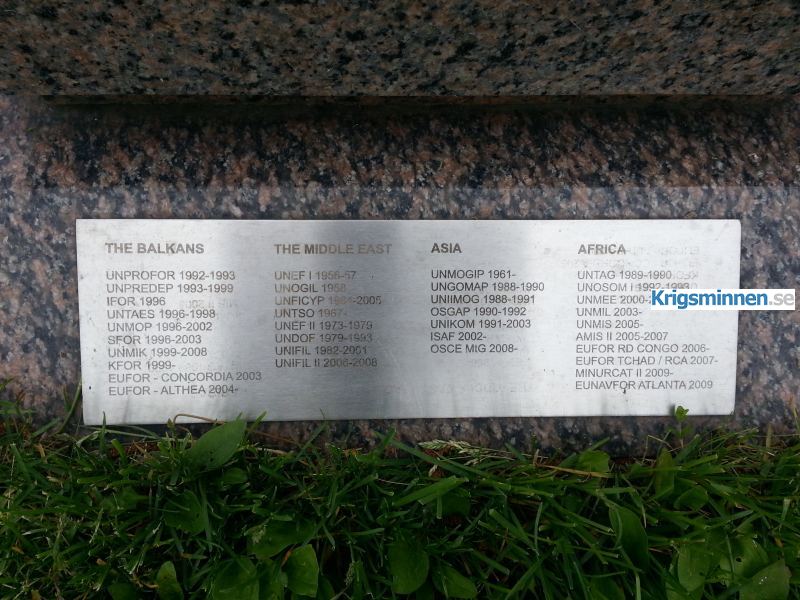 THE BALKANS
UNPROFOR 1992-1993
UNPREDEP 1993-1999
IFOR 1996
UNTAES 1996-1998
UNMOP 1996-2002
SFOR 1996-2003
UNMIK 1999-2008
KFOR 1999-
EUFOR - CONCORDIA 2003
EUFOR - ALTHEA 2004-
THE MIDDLE EAST
UNEF I 1956-67
UNOGIL 1958
UNFICYP 1964-2005
UNTSO 1967-
UNEF II 1973-1979
UNDOF 1979-1993
UNIFIL 1982-2001
UNIFIL II 2006-2008
ASIA
UNMOGIP 1961-
UNGOMAP 1988-1990
UNIIMOG 1988-1991
OSGAP 1990-1992
UNIKOM 1991-2003
ISAF 2002-
OSCE MIG 2008-
AFRICA
UNTAG 1989-1990
UNOSOM I 1992-1993
UNMEE 2000-
UNMIL 2003-
UNMIS 2005-
AMIS II 2005-2007
EUFOR RD CONGO 2006-
EUFOR TCHAD / RCA 2007-
MINURCAT II 2009-
EUNAVFOR ATLANTA 2009
Krigsminnen.se